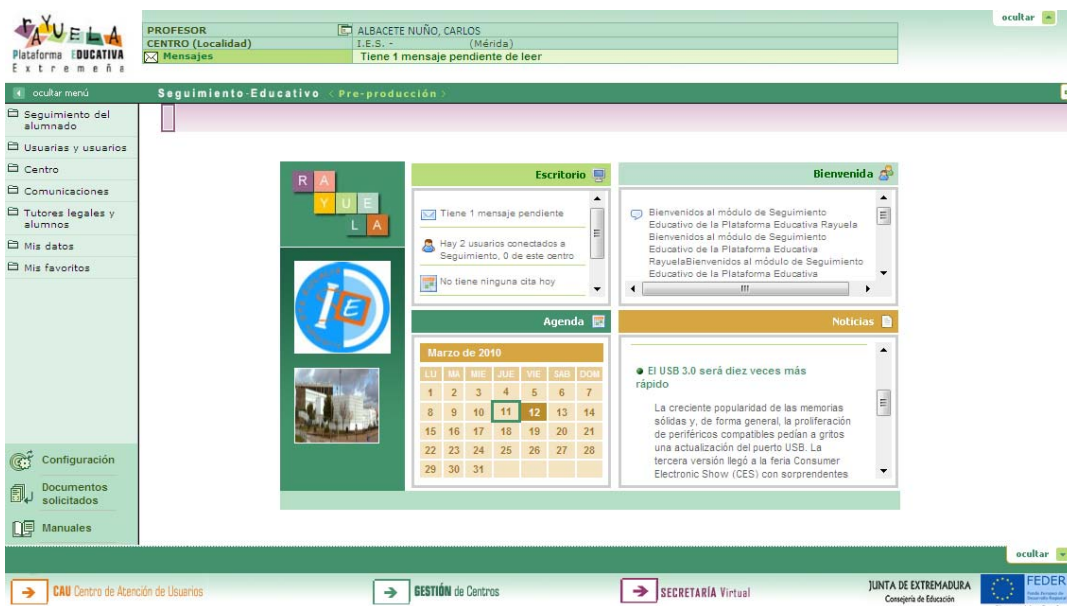 RAYUELA
Plataforma EDUCATIVA
Extremeña
PROFESOR
ALBACETE NUÑO, CARLOS
CENTRO (Localidad)
I.E.S. - (Mérida)
Mensajes
Tiene 1 mensaje pendiente de leer
ocultar
ocultar menú
Seguimiento-Educativo < Pre-producción >
Seguimiento del
alumnado
Usuarias y usuarios
Centro
Comunicaciones
Tutores legales y
alumnos
Mis datos
Mis favoritos
Configuración
Documentos
solicitados
Manuales
R A
Y U E
L A
IE
Escritorio
Tiene 1 mensaje pendiente
Hay 2 usuarios conectados a
Seguimiento, 0 de este centro
No tiene ninguna cita hoy
Bienvenida
Bienvenidos al módulo de Seguimiento
Educativo de la Plataforma Educativa Rayuela
Bienvenidos al módulo de Seguimiento
Educativo de la Plataforma Educativa
RayuelaBienvenidos al módulo de Seguimiento
Educativo de la Plataforma Educativa
Agenda
Marzo de 2010
LU MA MIE JUE VIE SAB DOM
1 2 3 4 5 6 7
8 9 10 11 12 13 14
15 16 17 18 19 20 21
22 23 24 25 26 27 28
29 30 31
Noticias
El USB 3.0 será diez veces más
rápido
La creciente popularidad de las memorias
sólidas y, de forma general, la proliferación
de periféricos compatibles pedían a gritos
una actualización del puerto USB. La
tercera versión llegó a la feria Consumer
Electronic Show (CES) con sorprendentes
ocultar
CAU Centro de Atención de Usuarios
GESTIÓN de Centros
SECRETARÍA Virtual
JUNTA DE EXTREMADURA
Consejería de Educación
FEDER